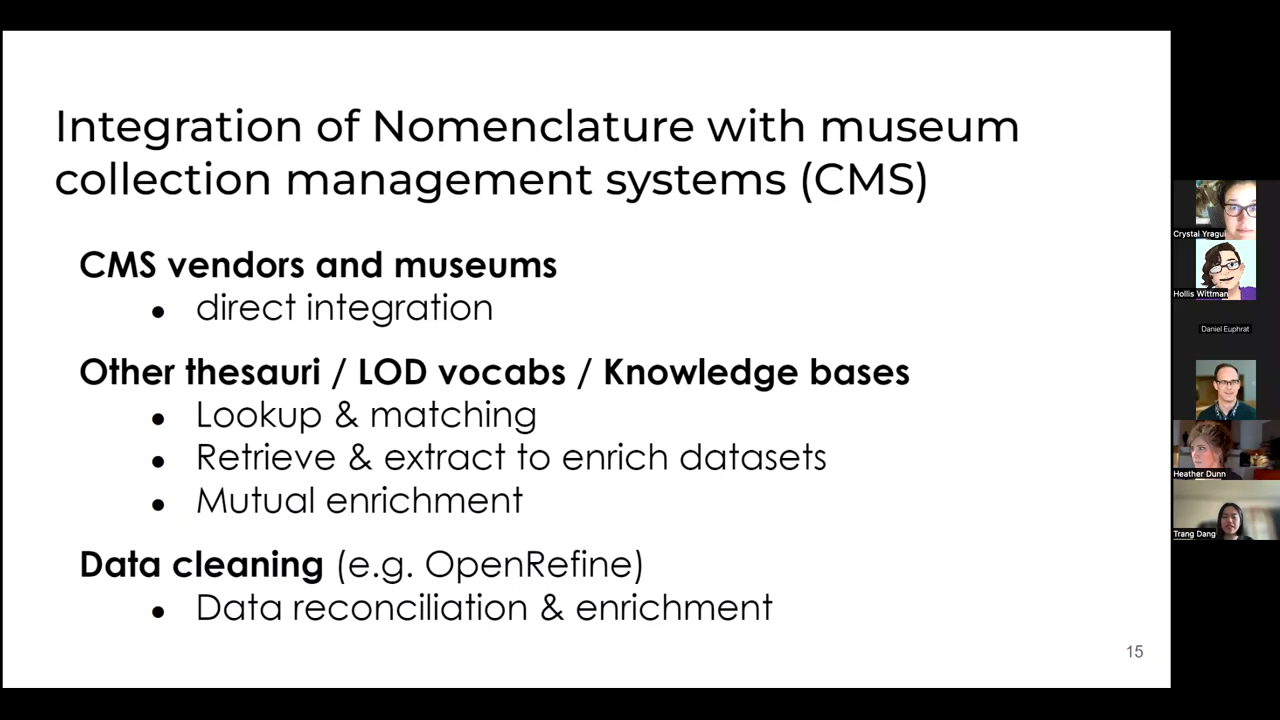 Integration of Nomenclature with museum
collection management systems (CMS)
CMS vendors and museums
● direct integration
Other thesauri / LOD vocabs / Knowledge bases
● Lookup & matching
● Retrieve & extract to enrich datasets
● Mutual enrichment
Data cleaning (e.g. OpenRefine)
● Data reconciliation & enrichment
15
Crystal Yragui
Hollis Wittman
Daniel Euphrat
Heather Dunn
Trang Dang